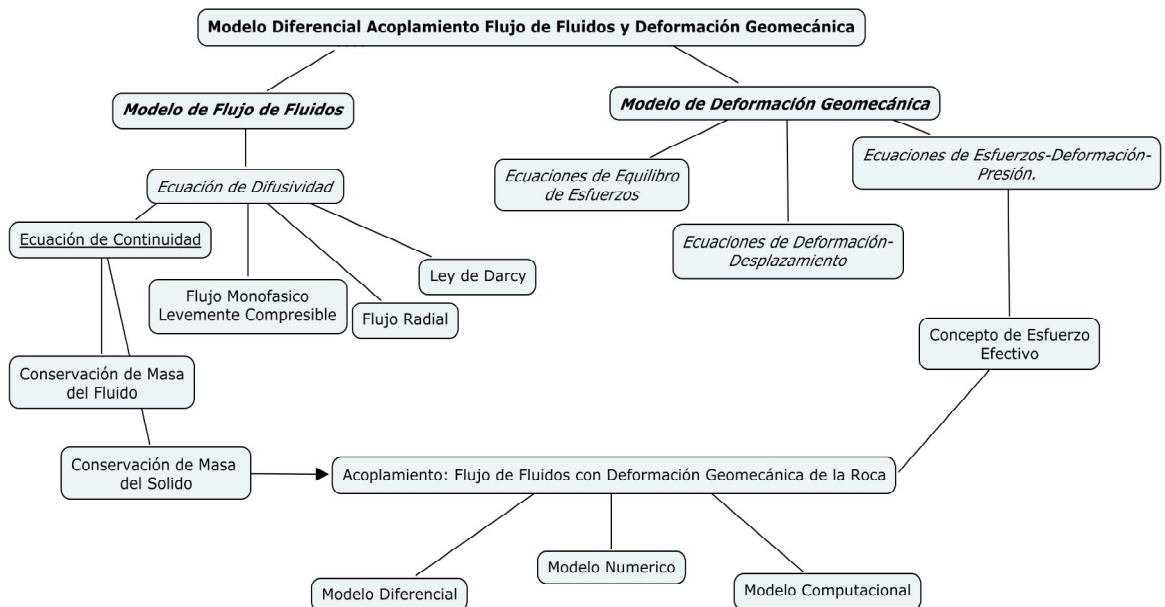 Modelo Diferencial Acoplamiento Flujo de Fluidos y Deformación Geomecánica
Modelo de Flujo de Fluidos
Modelo de Deformación Geomecánica
Ecuaciones de Esfuerzos-Deformación-
Presión.
Ecuaciones de Equilibro
de Esfuerzos
Ecuación de Difusividad
Ecuación de Continuidad
Ecuaciones de Deformación-
Desplazamiento
Ley de Darcy
Flujo Monofasico
Levemente Compresible
Flujo Radial
Concepto de Esfuerzo
Efectivo
Conservación de Masa
del Fluido
Conservación de Masa
del Solido
Acoplamiento: Flujo de Fluidos con Deformación Geomecánica de la Roca
Modelo Numerico
Modelo Diferencial
Modelo Computacional